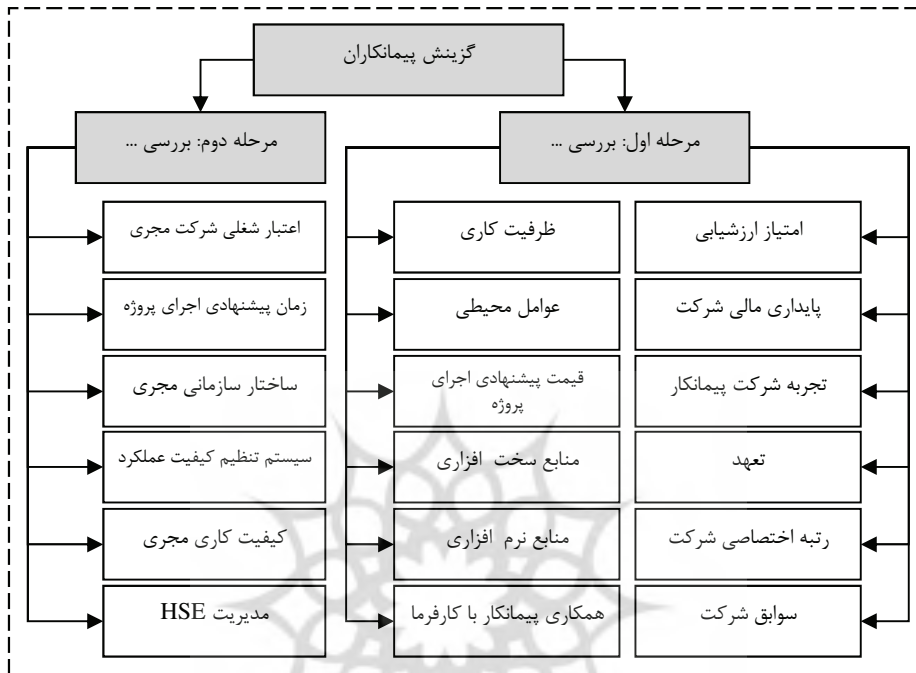 گزینش پیمانکاران
مرحله اول: بررسی ...
مرحله دوم: بررسی ...
امتیاز ارزشیابی
پایداری مالی شرکت
تجربه شرکت پیمانکار
تعهد
رتبه اختصاصی شرکت
سوابق شرکت
ظرفیت کاری
عوامل محیطی
قیمت پیشنهادی اجرای
پروژه
منابع سخت افزاری
منابع نرم افزاری
همکاری پیمانکار با کارفرما
اعتبار شغلی شرکت مجری
زمان پیشنهادی اجرای پروژه
ساختار سازمانی مجری
سیستم تنظیم کیفیت عملکرد
کیفیت کاری مجری
مدیریت HSE